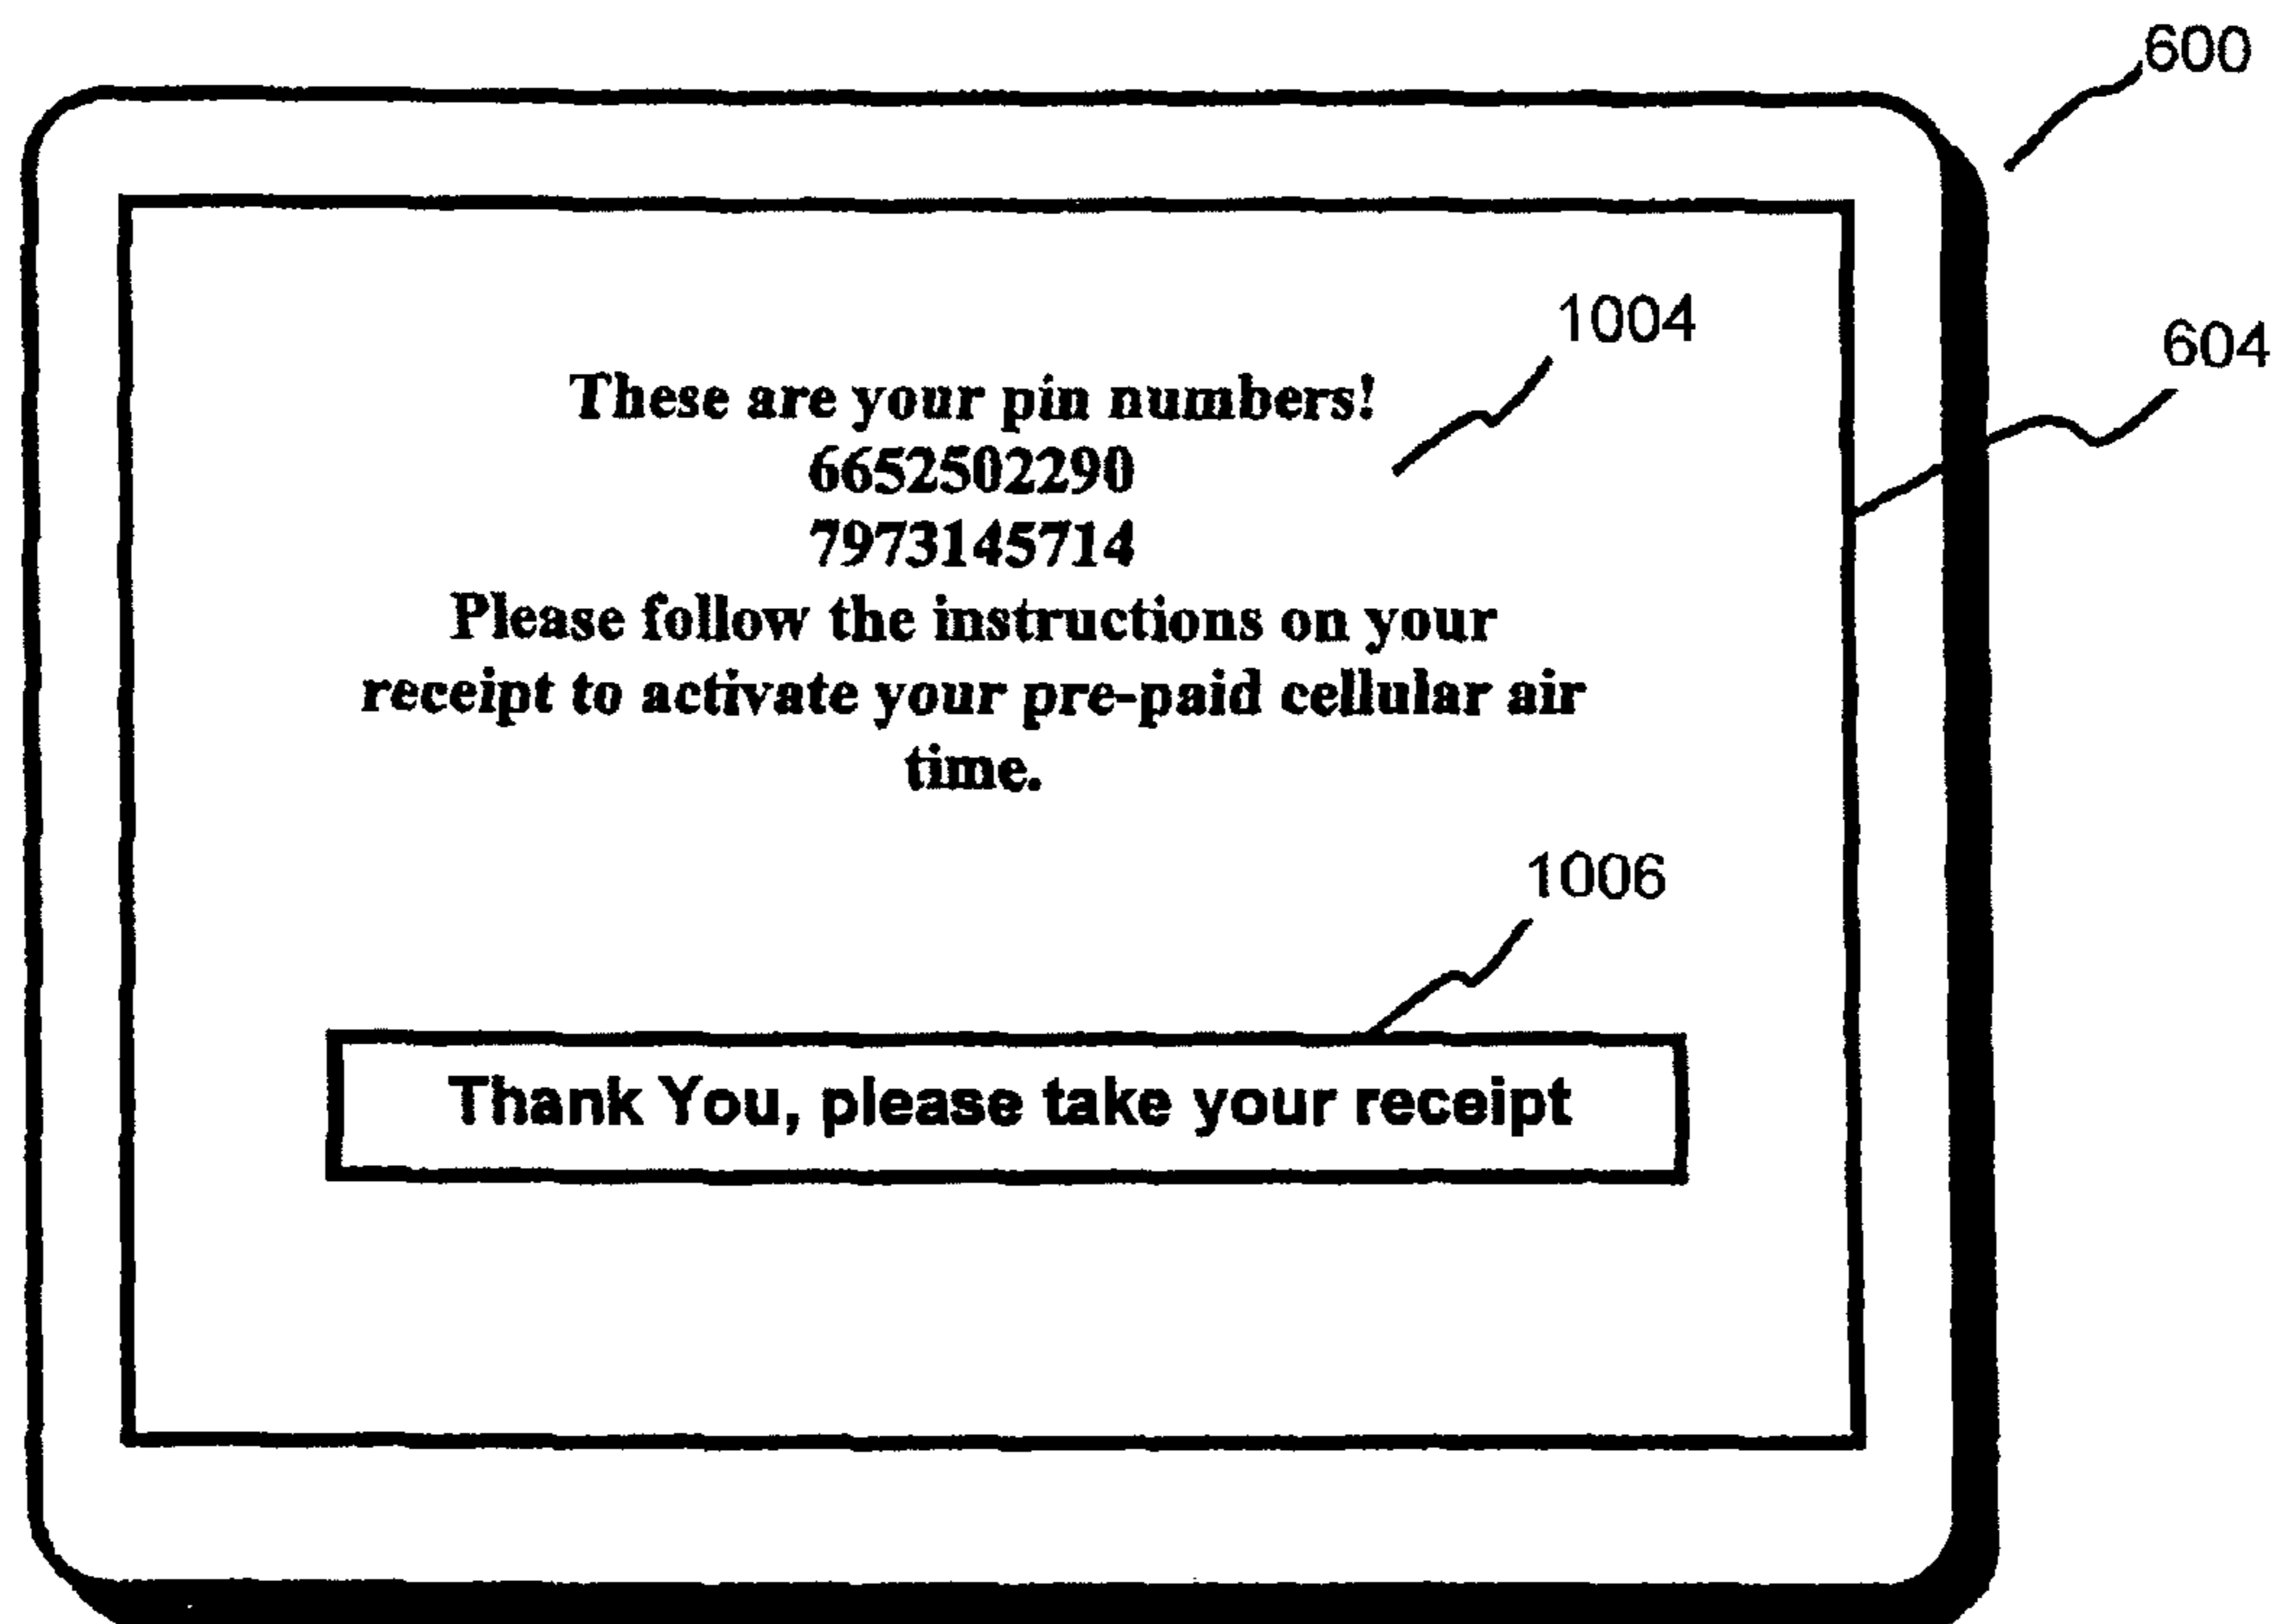 600
1004
604
These are your pin numbers!
6652502290
7973145714
Please follow the instructions on your
receipt to activate your pre-paid cellular air
time.
1006
Thank You, please take your receipt